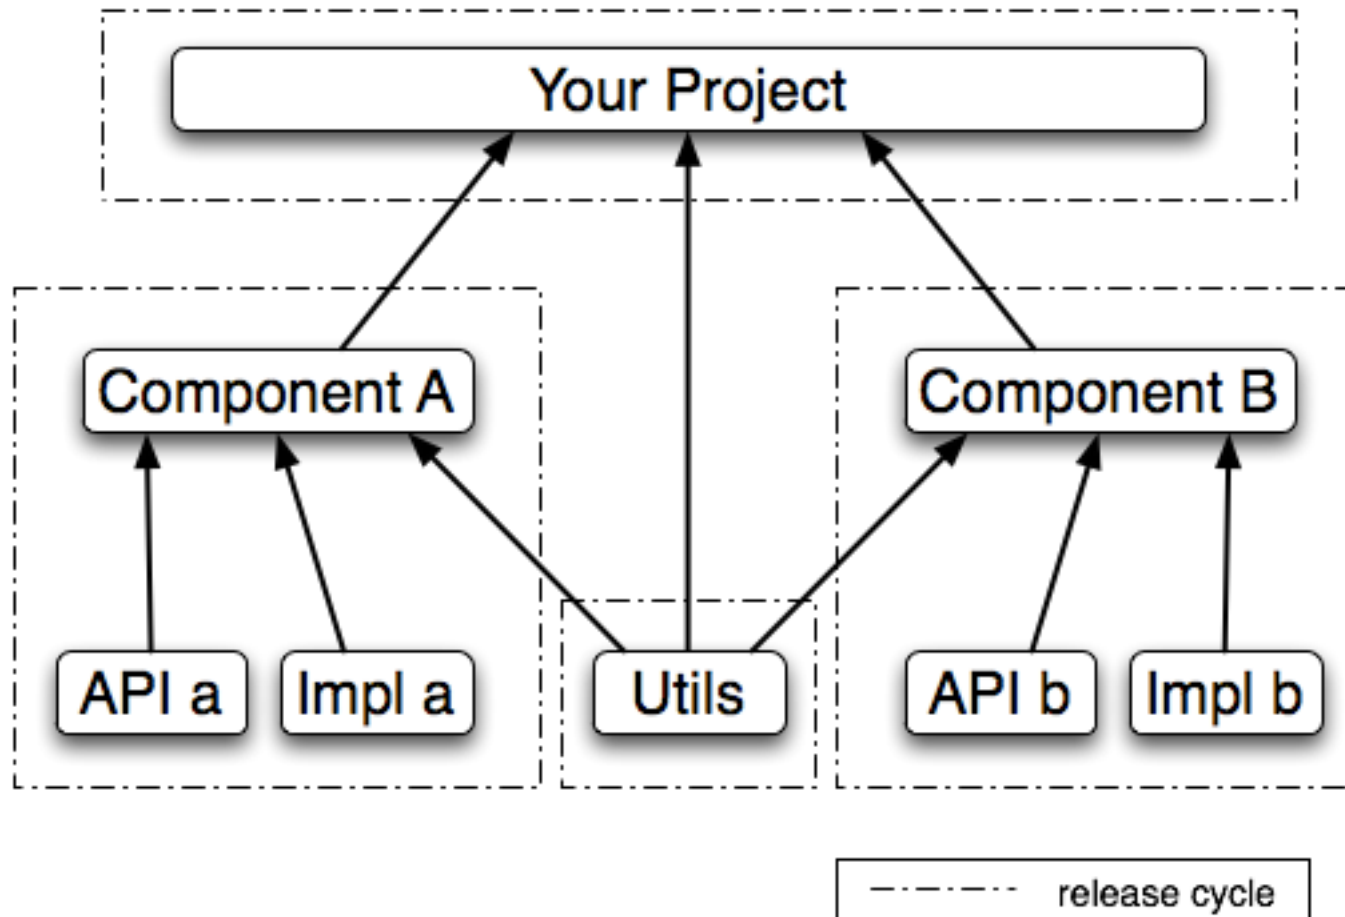 Your Project
Component A
Component B
API a
Impl a
Utils
API b
Impl b
release cycle